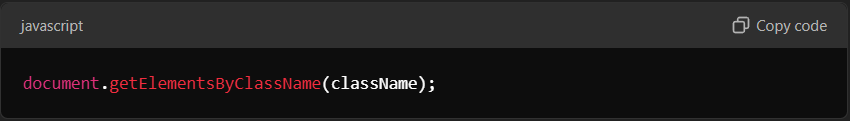 javascript
Copy code
document.getElementsByClassName(className);